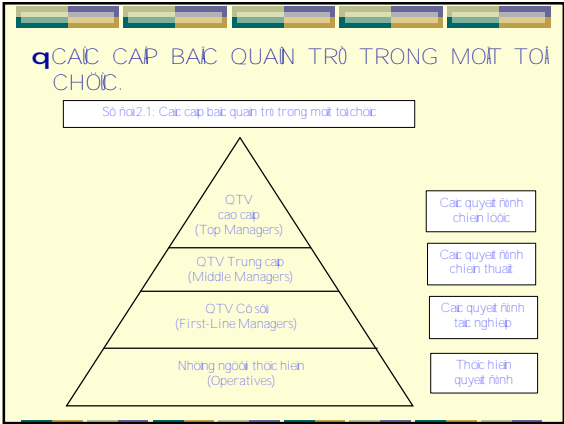 qCAÙC CAÁP BAÄC QUAÛN TRÒ TRONG MOÄT TOÅ
CHÖÙC.
Sô ñoà 2.1: Caùc caáp baäc quaûn trò trong moät toå chöùc
QTV
cao caáp
(Top Managers)
Caùc quyeát ñònh
chieán löôïc
QTV Trung caáp
(Middle Managers)
Caùc quyeát ñònh
chieán thuaät
QTV Cô sôû
(First-Line Managers)
Caùc quyeát ñònh
taùc nghieäp
Nhöõng ngöôøi thöïc hieän
(Operatives)
Thöïc hieän
quyeát ñònh